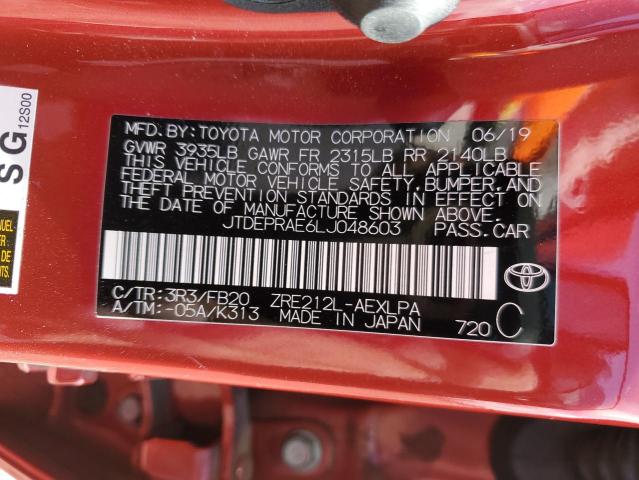 MFD. BY: TOYOTA MOTOR CORPORATION 06/19
GVWR 3935LB GAWR FR 2315LB RR 2140LB
THIS VEHICLE CONFORMS TO ALL APPLICABLE
FEDERAL MOTOR VEHICLE SAFETY, BUMPER, AND
THEFT PREVENTION STANDARDS IN EFFECT ON
THE DATE OF MANUFACTURE SHOWN ABOVE.
JTDEPRAE6LJ048603 PASS.CAR
C/TR: 3R3/FB20 ZRE212L-AEXLPA
A/TM: -05A/K313 MADE IN JAPAN 720 C
SG
12S00